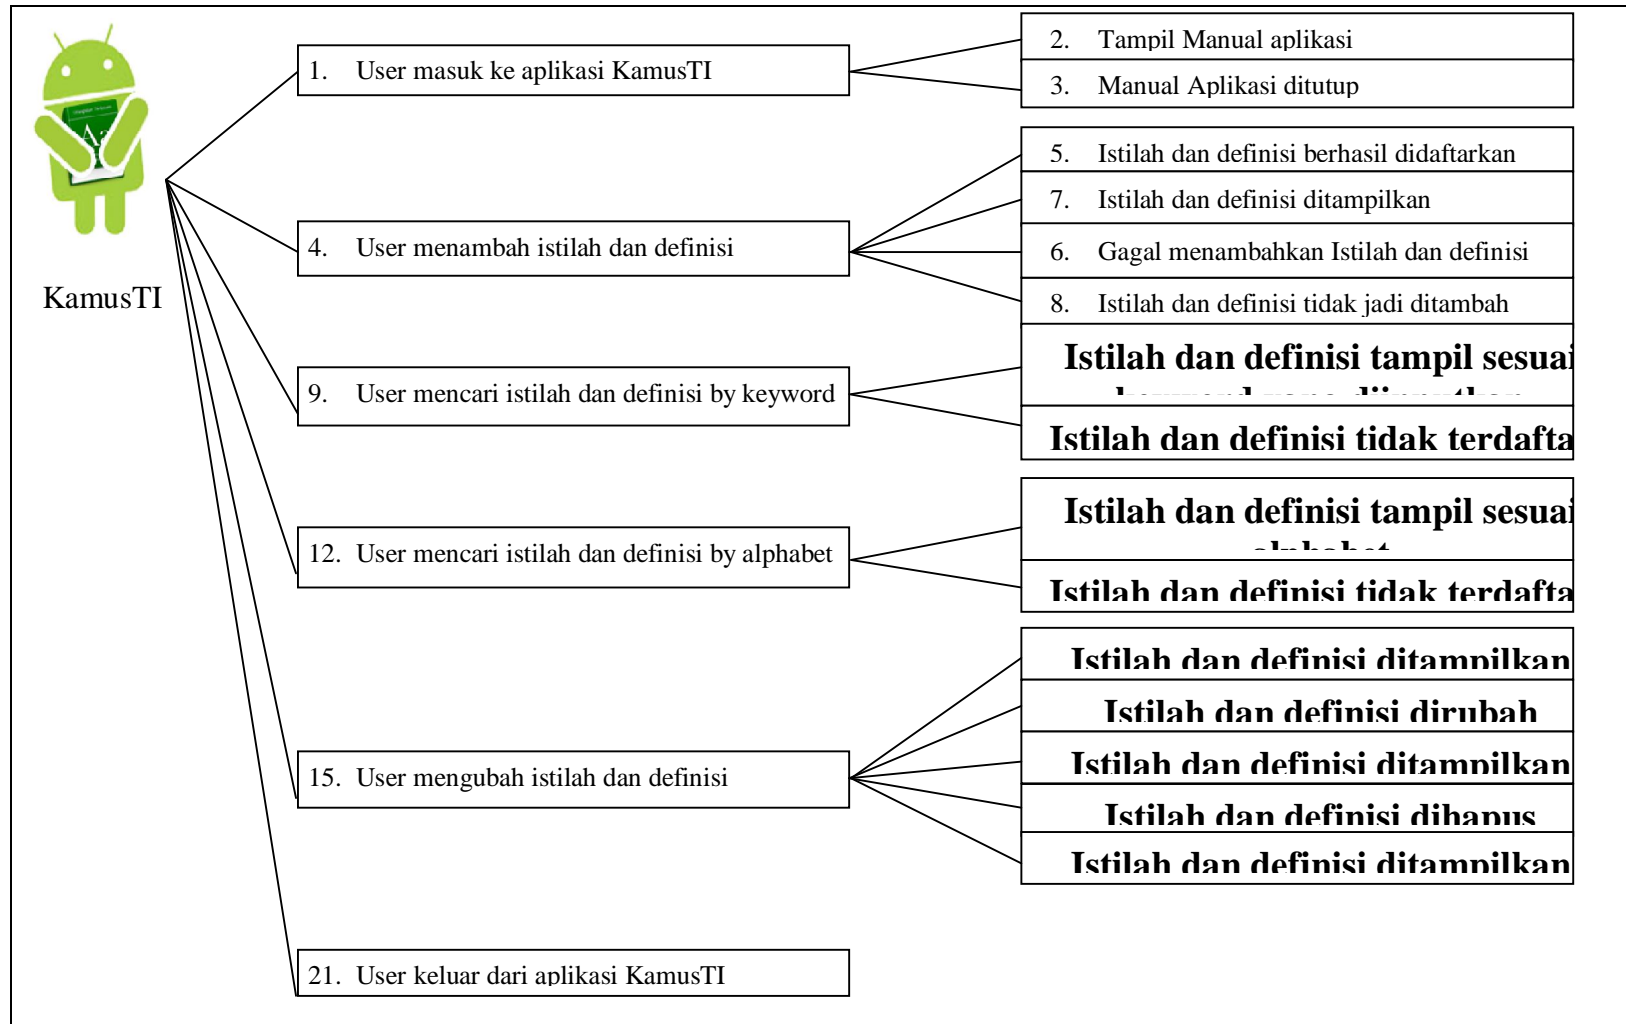 KamusTI
Aa
1. User masuk ke aplikasi KamusTI
2. Tampil Manual aplikasi
3. Manual Aplikasi ditutup
4. User menambah istilah dan definisi
5. Istilah dan definisi berhasil didaftarkan
7. Istilah dan definisi ditampilkan
6. Gagal menambahkan Istilah dan definisi
8. Istilah dan definisi tidak jadi ditambah
9. User mencari istilah dan definisi by keyword
Istilah dan definisi tampil sesuai
keyword yang diinputkan
Istilah dan definisi tidak terdafta
12. User mencari istilah dan definisi by alphabet
Istilah dan definisi tampil sesuai
alphabet
Istilah dan definisi tidak terdafta
15. User mengubah istilah dan definisi
Istilah dan definisi ditampilkan
Istilah dan definisi dirubah
Istilah dan definisi ditampilkan
Istilah dan definisi dihapus
Istilah dan definisi ditampilkan
21. User keluar dari aplikasi KamusTI